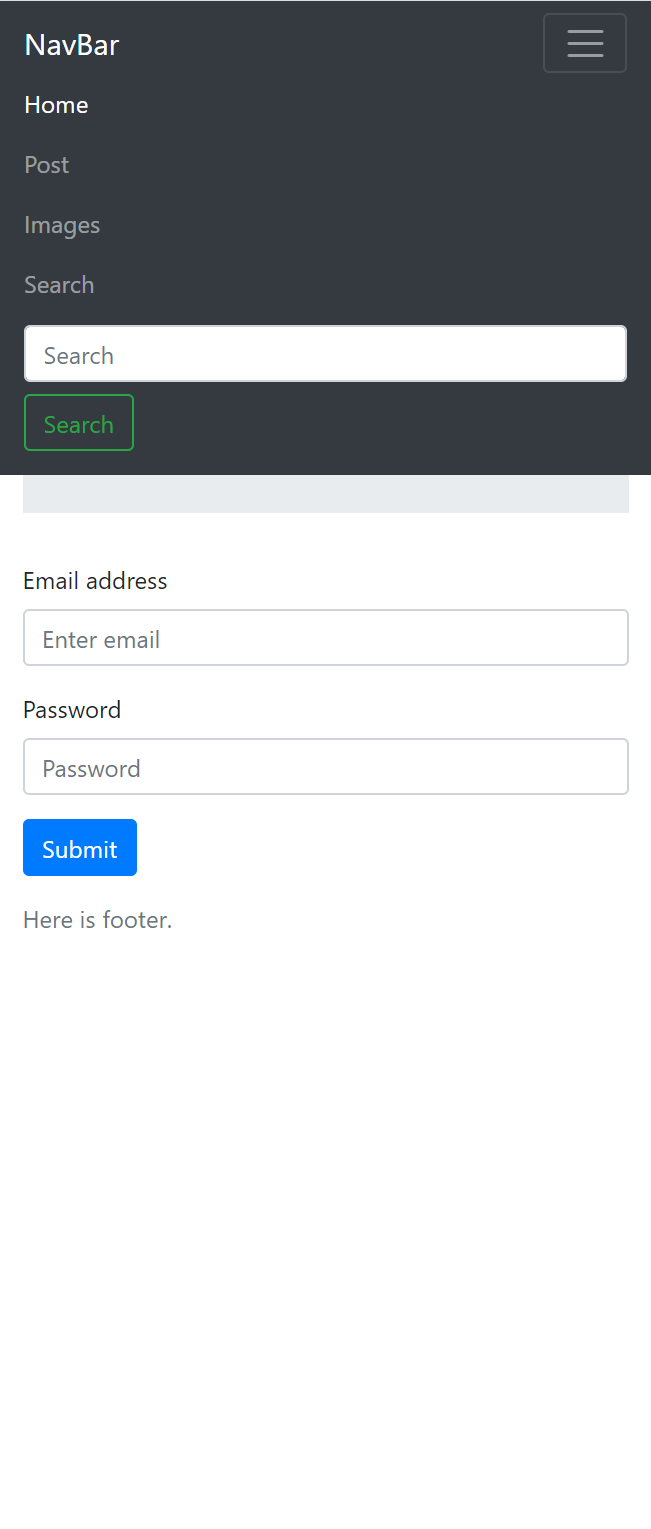 NavBar
Home
Post
Images
Search
Search
Search
Email address
Enter email
Password
Password
Submit
Here is footer.